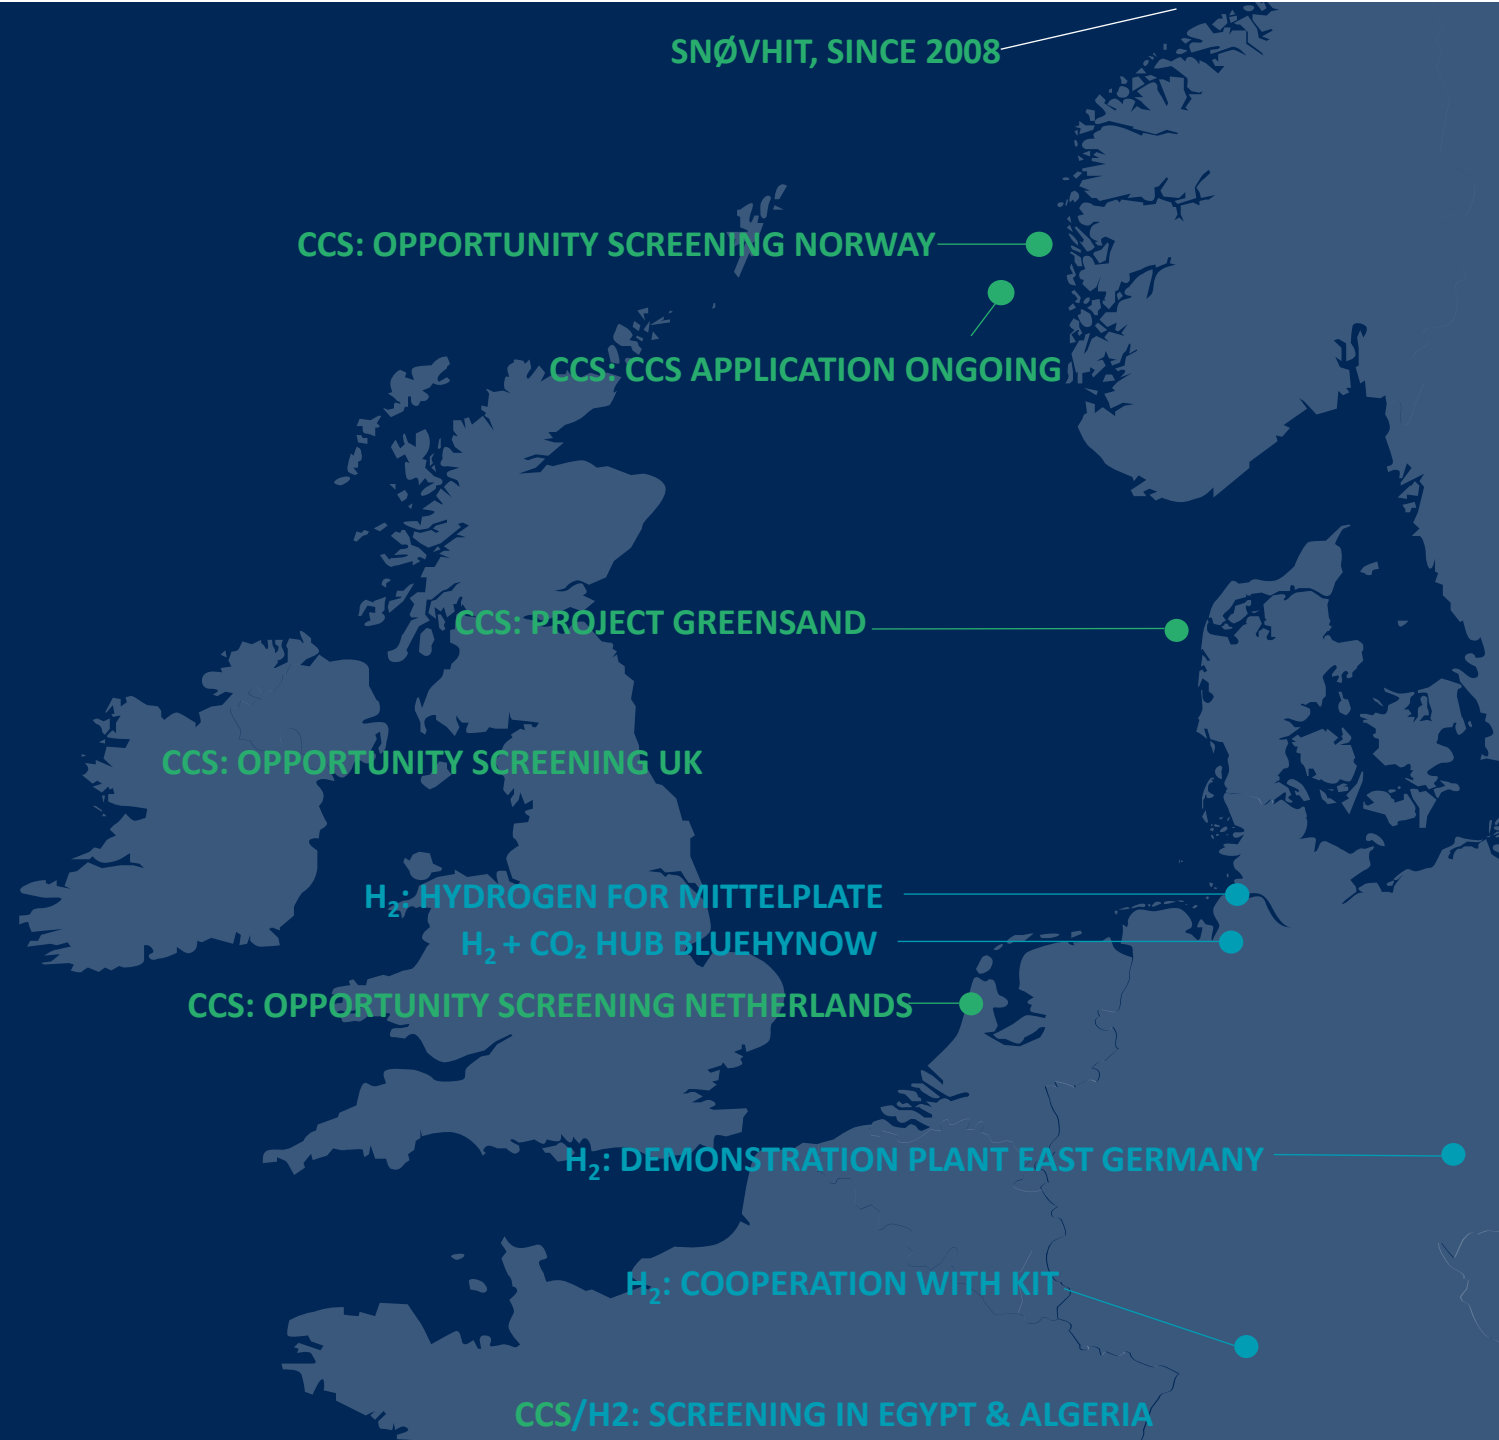 SNØVHIT, SINCE 2008
CCS: OPPORTUNITY SCREENING NORWAY
CCS: CCS APPLICATION ONGOING
CCS: PROJECT GREENSAND
CCS: OPPORTUNITY SCREENING UK
H₂: HYDROGEN FOR MITTELPLATE
H₂ + CO₂ HUB BLUEHYNOW
CCS: OPPORTUNITY SCREENING NETHERLANDS
H₂: DEMONSTRATION PLANT EAST GERMANY
H₂: COOPERATION WITH KIT
CCS/H2: SCREENING IN EGYPT & ALGERIA